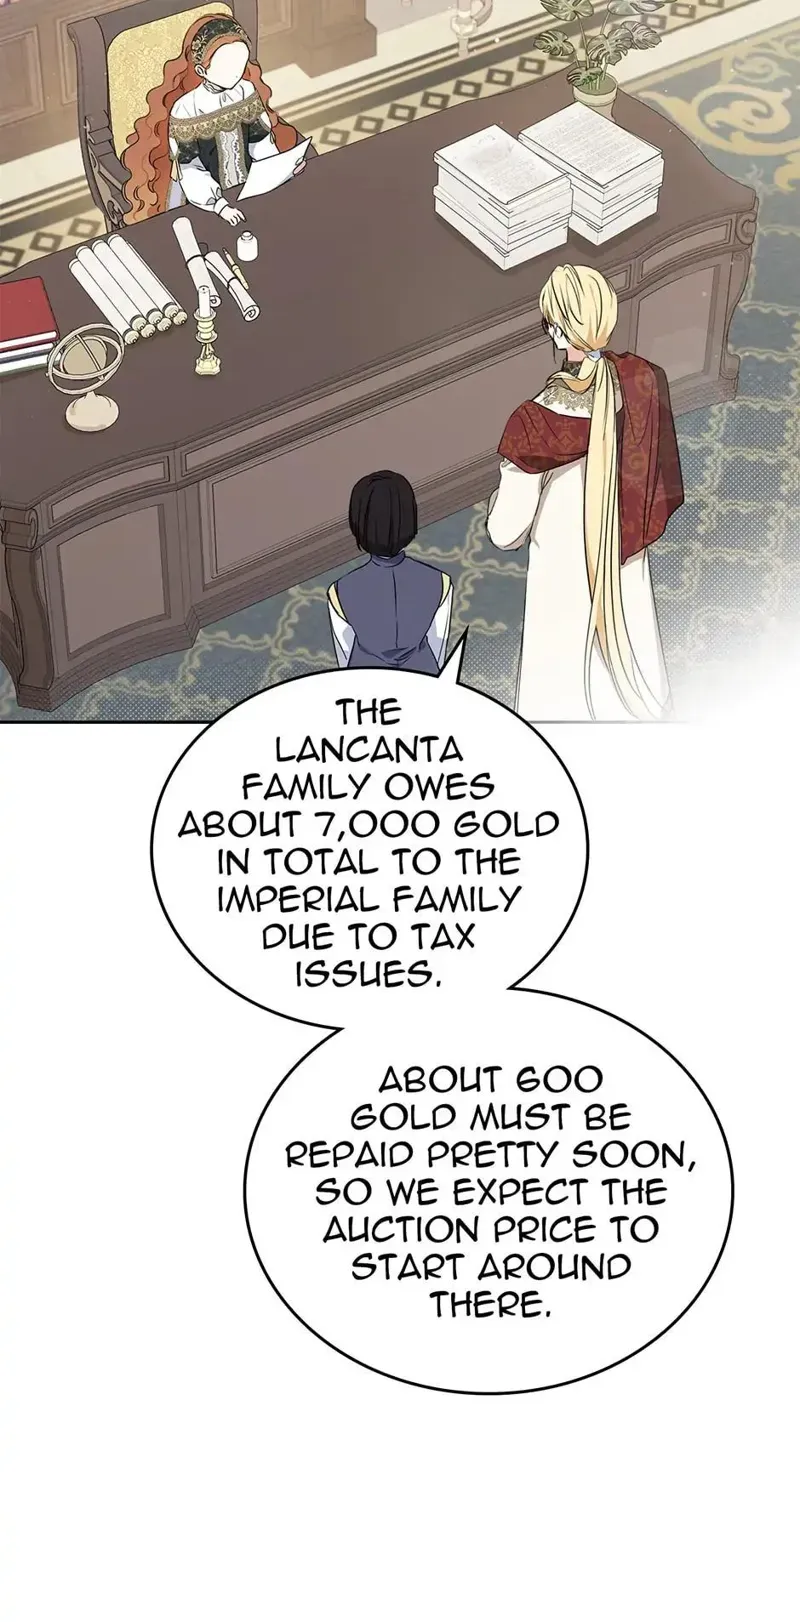 THE
LANCANTA
FAMILY OWES
ABOUT 7,000 GOLD
IN TOTAL TO THE
IMPERIAL FAMILY
DUE TO TAX
ISSUES.
ABOUT 600
GOLD MUST BE
REPAID PRETTY SOON,
SO WE EXPECT THE
AUCTION PRICE TO
START AROUND
THERE.